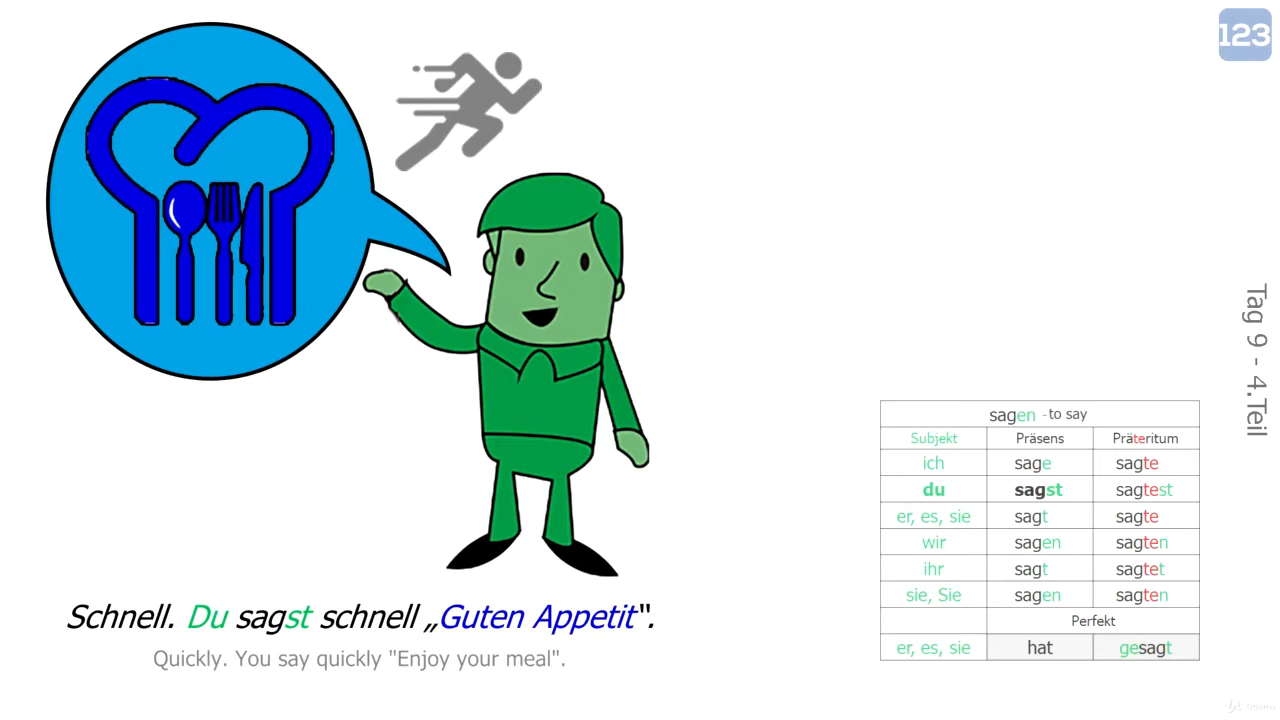 123
Schnell. Du sagst schnell „Guten Appetit“.
Quickly. You say quickly "Enjoy your meal".
Tag 9 - 4.Teil
sagen - to say
Subjekt Präsens Präteritum
ich sage sagte
du sagst sagtest
er, es, sie sagt sagte
wir sagen sagten
ihr sagt sagtet
sie, Sie sagen sagten
Perfekt
er, es, sie hat gesagt